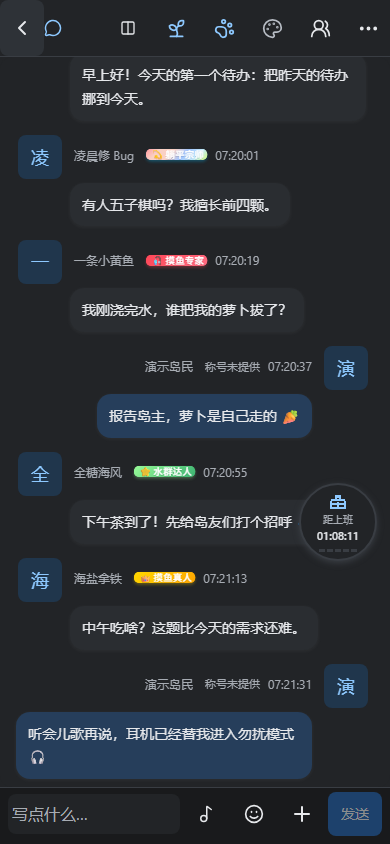 早上好！今天的第一个待办：把昨天的待办
挪到今天。
凌
凌晨修 Bug
07:20:01
有人五子棋吗？我擅长前四颗。
一
一条小黄鱼 摸鱼专家 07:20:19
我刚浇完水，谁把我的萝卜拔了？
演示岛民 称号未提供 07:20:37
演
报告岛主，萝卜是自己走的 🥕
全
全糖海风 水群达人 07:20:55
下午茶到了！先给岛友们打个招呼
距上班
01:08:11
海
海盐拿铁 摸鱼真人 07:21:13
中午吃啥？这题比今天的需求还难。
演示岛民 称号未提供 07:21:31
演
听会儿歌再说，耳机已经替我进入勿扰模式
🎧
写点什么...
发送